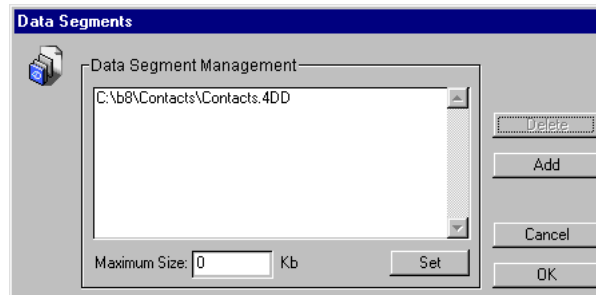 Data Segments
Data Segment Management
C:\b8\Contacts\Contacts.4DD
Delete
Add
Cancel
Maximum Size: 0 Kb Set
OK